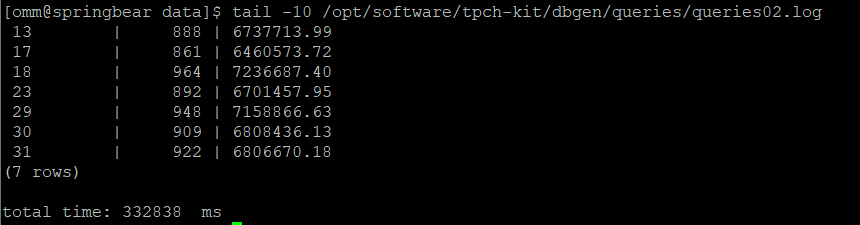 [omm@springbear data]$ tail -10 /opt/software/tpch-kit/dbgen/queries/queries02.log
 13         |     888 | 6737713.99
 17         |     861 | 6460573.72
 18         |     964 | 7236687.40
 23         |     892 | 6701457.95
 29         |     948 | 7158866.63
 30         |     909 | 6808436.13
 31         |     922 | 6806670.18
(7 rows)

total time: 332838  ms